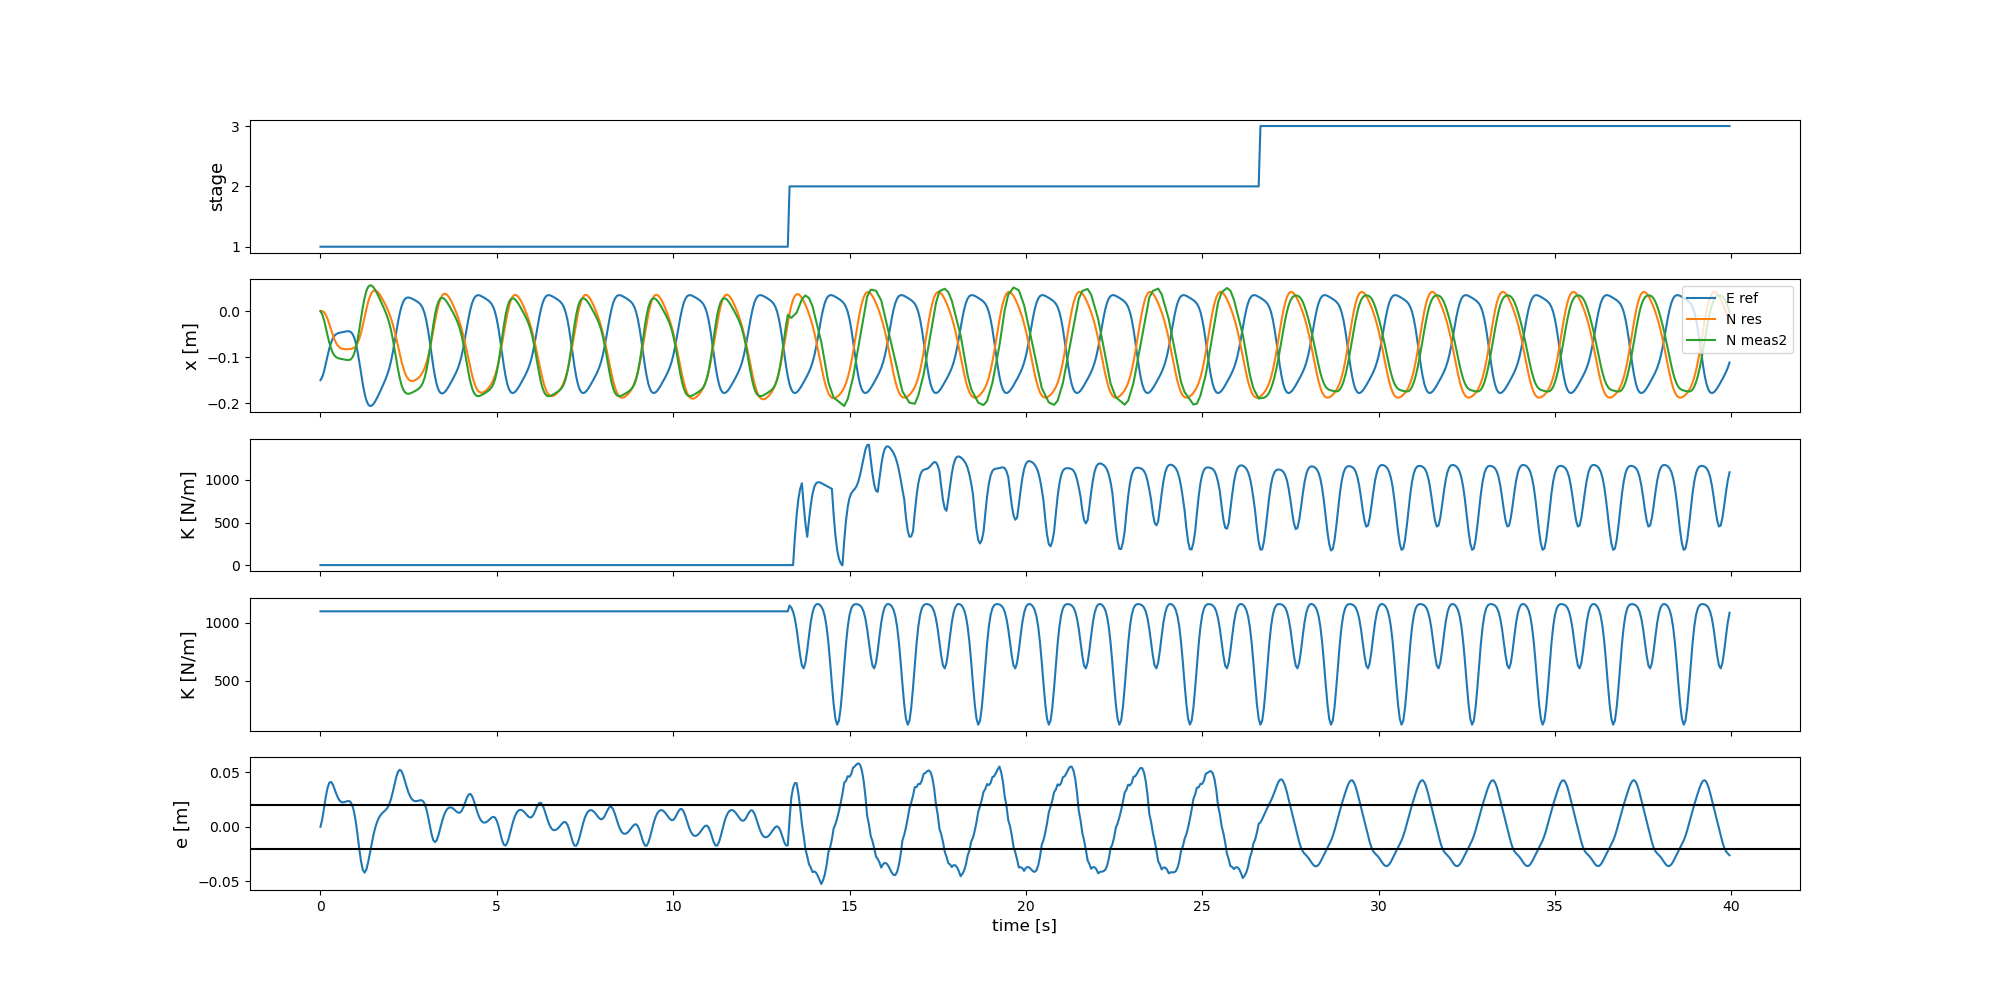 3
2
1
stage
0.0
−0.1
−0.2
x [m]
E ref
N res
N meas2
1000
500
0
K [N/m]
1000
500
K [N/m]
0.05
0.00
−0.05
e [m]
0 5 10 15 20 25 30 35 40
time [s]